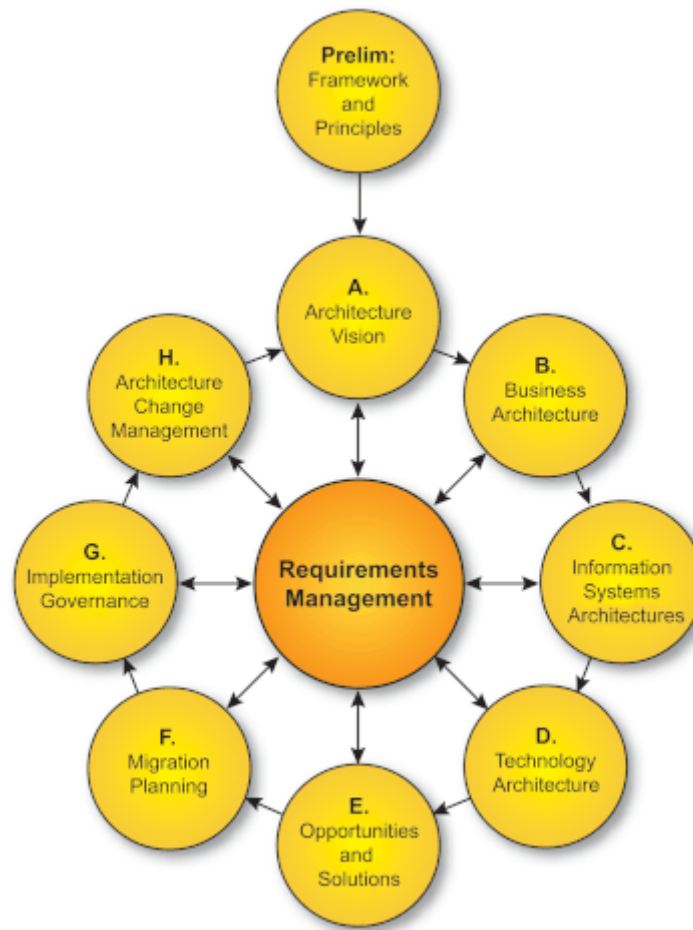 Prelim:
Framework
and
Principles
A.
Architecture
Vision
B.
Business
Architecture
C.
Information
Systems
Architectures
D.
Technology
Architecture
E.
Opportunities
and
Solutions
F.
Migration
Planning
G.
Implementation
Governance
H.
Architecture
Change
Management
Requirements
Management